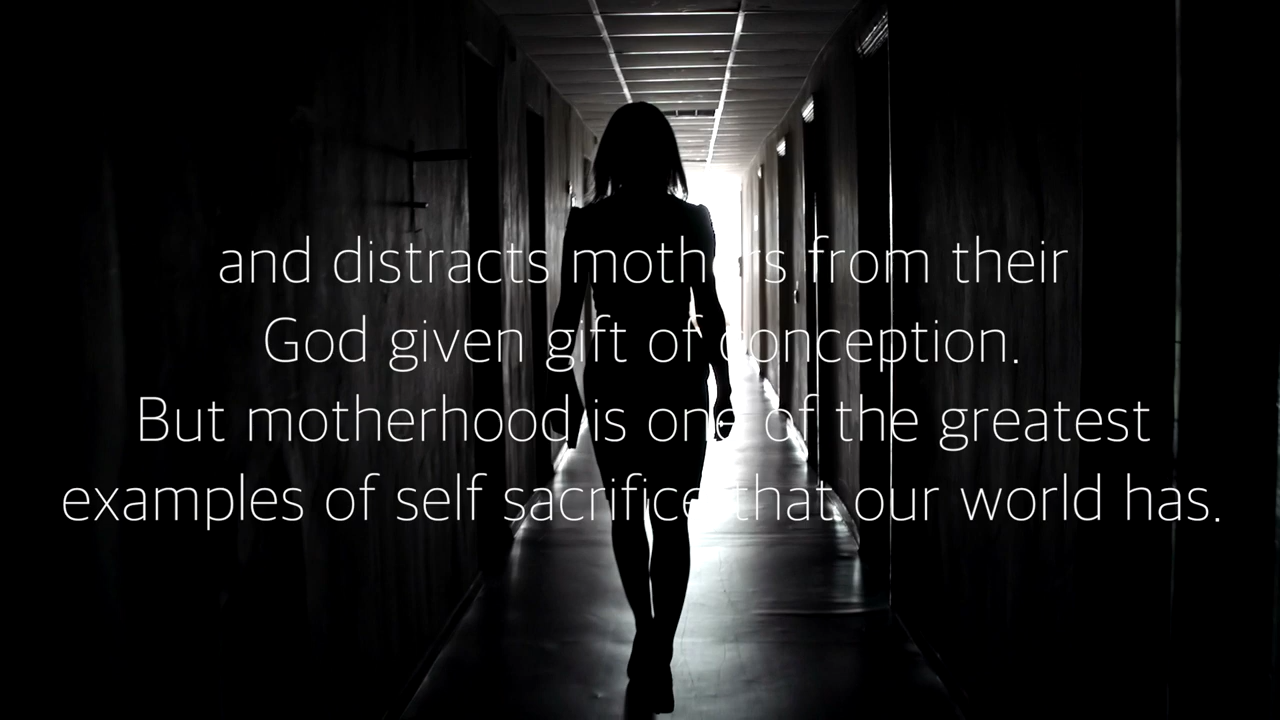 and distracts mothers from their
God given gift of conception.
But motherhood is one of the greatest
examples of self sacrifice that our world has.